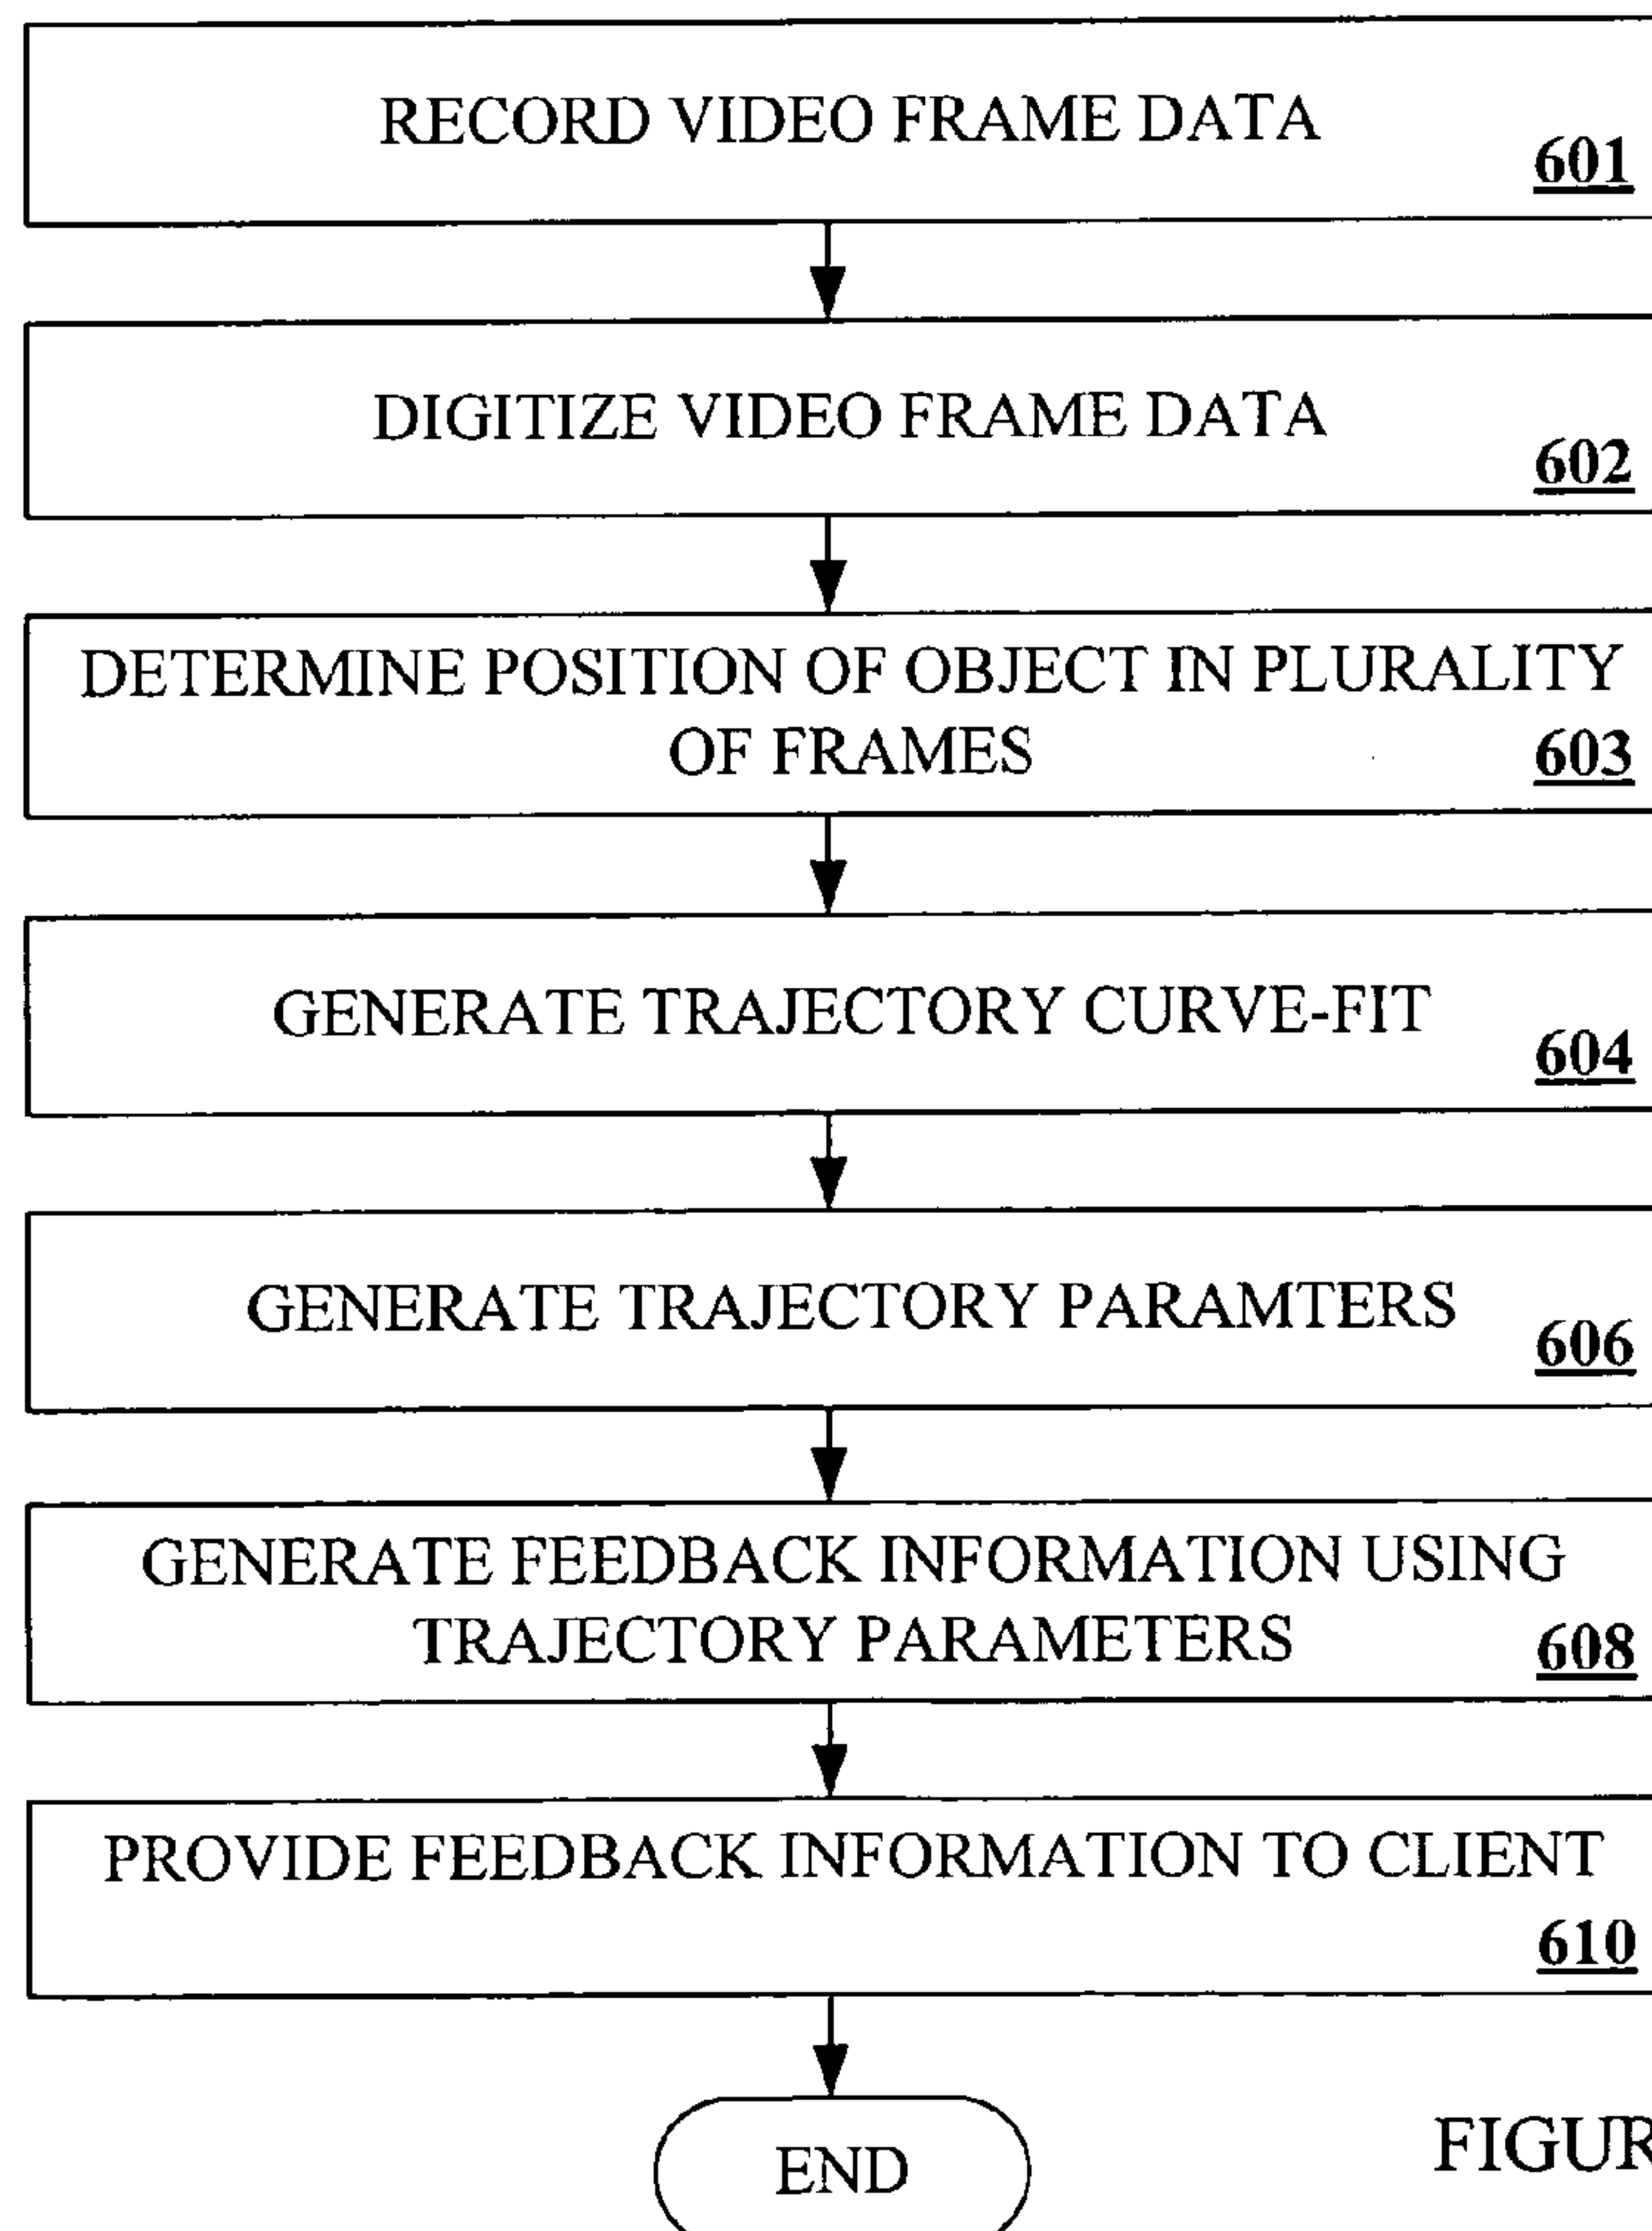 RECORD VIDEO FRAME DATA
601
DIGITIZE VIDEO FRAME DATA
602
DETERMINE POSITION OF OBJECT IN PLURALITY
OF FRAMES
603
GENERATE TRAJECTORY CURVE-FIT
604
GENERATE TRAJECTORY PARAMTERS
606
GENERATE FEEDBACK INFORMATION USING
TRAJECTORY PARAMETERS
608
PROVIDE FEEDBACK INFORMATION TO CLIENT
610
END
FIGUR